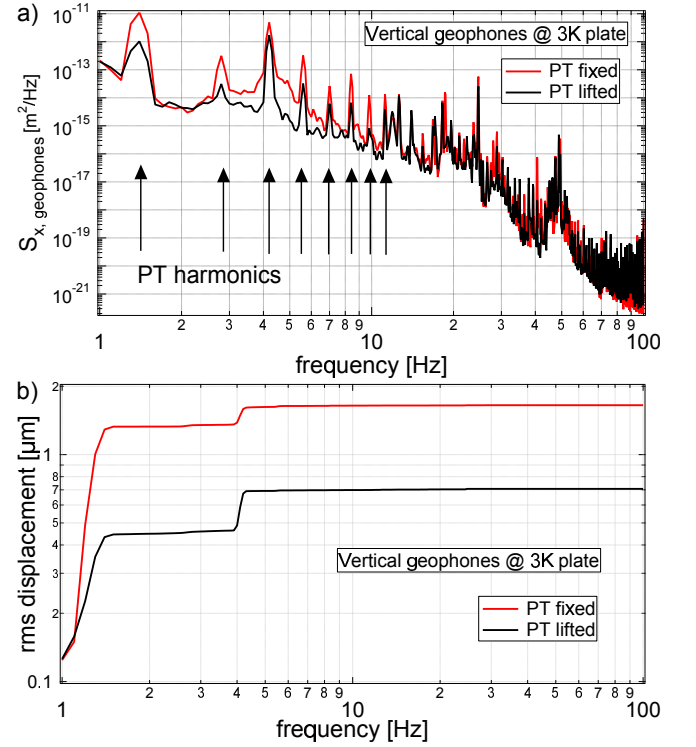 a)
10^-11
10^-13
10^-15
10^-17
10^-19
10^-21
S_x, geophones [m^2/Hz]
Vertical geophones @ 3K plate
PT fixed
PT lifted
PT harmonics
1 2 3 4 5 6 7 8 9 10 2 3 4 5 6 7 8 9 100
frequency [Hz]
b)
2
1
9
8
7
6
5
4
3
2
0.1
rms displacement [μm]
Vertical geophones @ 3K plate
PT fixed
PT lifted
1 2 3 4 5 6 7 8 9 10 2 3 4 5 6 7 8 9 100
frequency [Hz]